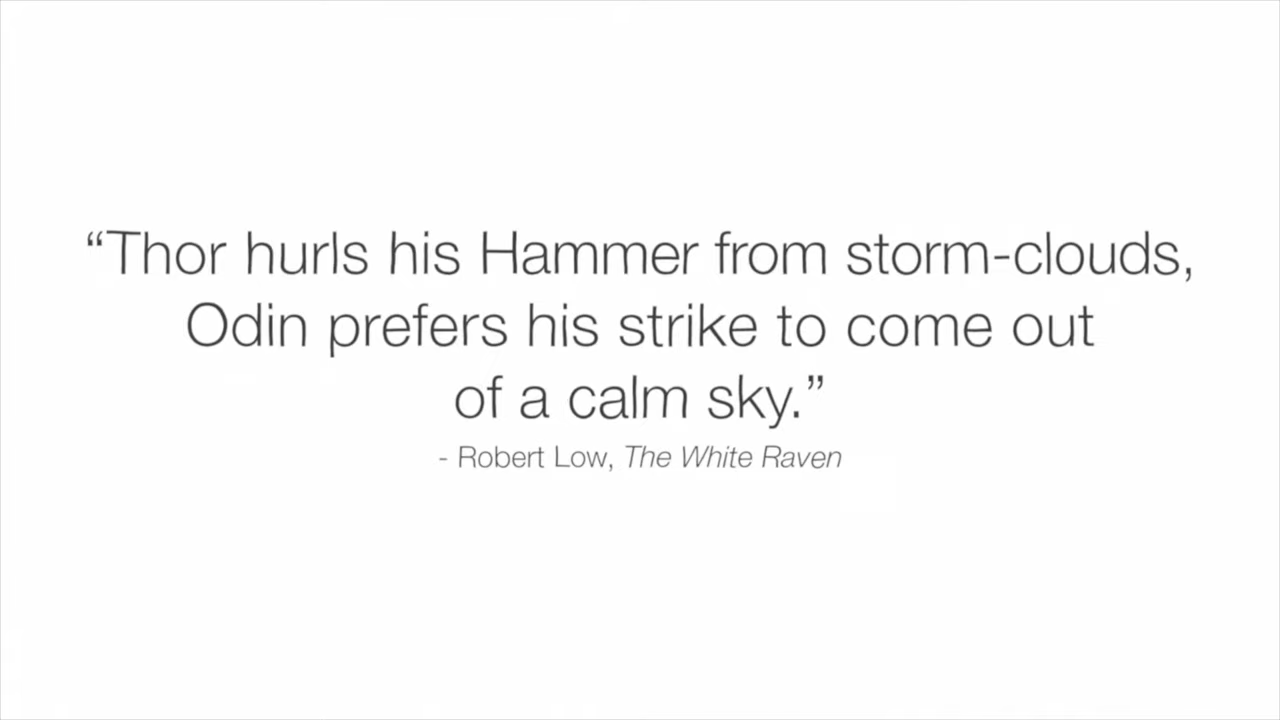 “Thor hurls his Hammer from storm-clouds,
Odin prefers his strike to come out
of a calm sky.”
- Robert Low, The White Raven